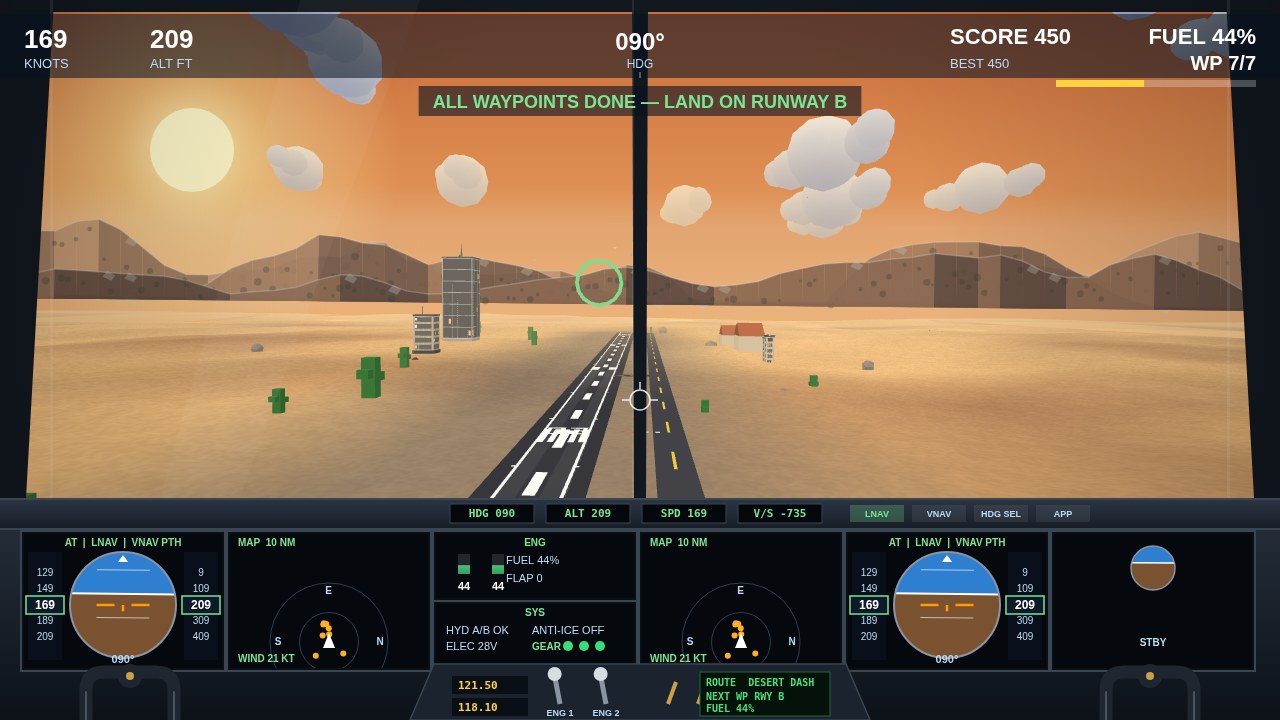 169
KNOTS
209
ALT FT
090°
HDG
SCORE 450
BEST 450
FUEL 44%
WP 7/7
ALL WAYPOINTS DONE — LAND ON RUNWAY B
HDG 090
ALT 209
SPD 169
V/S -735
LNAV
VNAV
HDG SEL
APP
AT | LNAV | VNAV PTH
129
149
169
189
209
9
109
209
309
409
090°
MAP 10 NM
E
S
N
WIND 21 KT
ENG
FUEL 44%
FLAP 0
44
44
SYS
HYD A/B OK
ANTI-ICE OFF
ELEC 28V
GEAR
MAP 10 NM
E
S
N
WIND 21 KT
AT | LNAV | VNAV PTH
129
149
169
189
209
9
109
209
309
409
090°
STBY
121.50
118.10
ENG 1
ENG 2
ROUTE DESERT DASH
NEXT WP RWY B
FUEL 44%